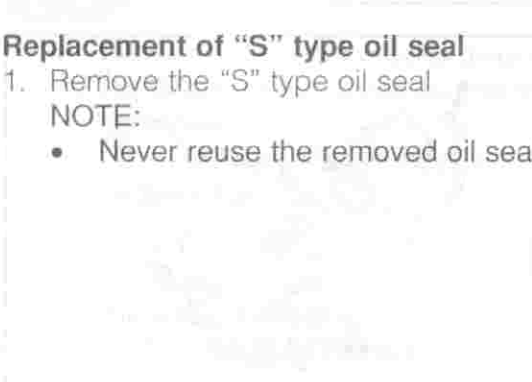 Replacement of “S” type oil seal
1. Remove the “S” type oil seal
NOTE:
• Never reuse the removed oil sea